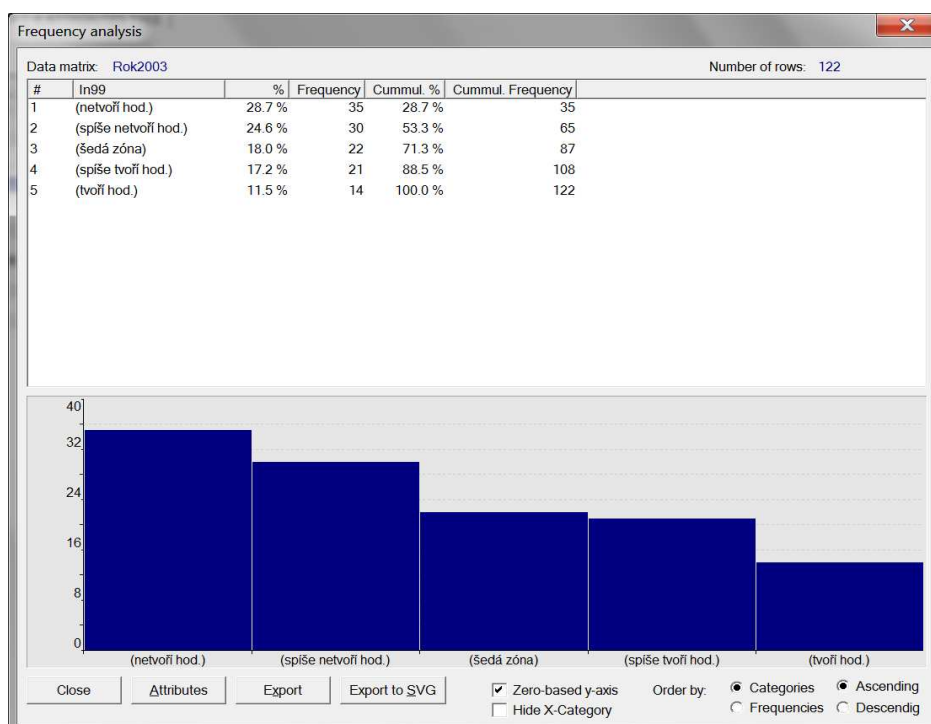 Frequency analysis
Data matrix: Rok2003 Number of rows: 122
# In99 % Frequency Cummul. % Cummul. Frequency
1 (netvoří hod.) 28.7 % 35 28.7 % 35
2 (spíše netvoří hod.) 24.6 % 30 53.3 % 65
3 (šedá zóna) 18.0 % 22 71.3 % 87
4 (spíše tvoří hod.) 17.2 % 21 88.5 % 108
5 (tvoří hod.) 11.5 % 14 100.0 % 122
40
32
24
16
8
0
(netvoří hod.) (spíše netvoří hod.) (šedá zóna) (spíše tvoří hod.) (tvoří hod.)
Close Attributes Export Export to SVG Zero-based y-axis Order by: Categories Ascending
Hide X-Category Frequencies Descendig